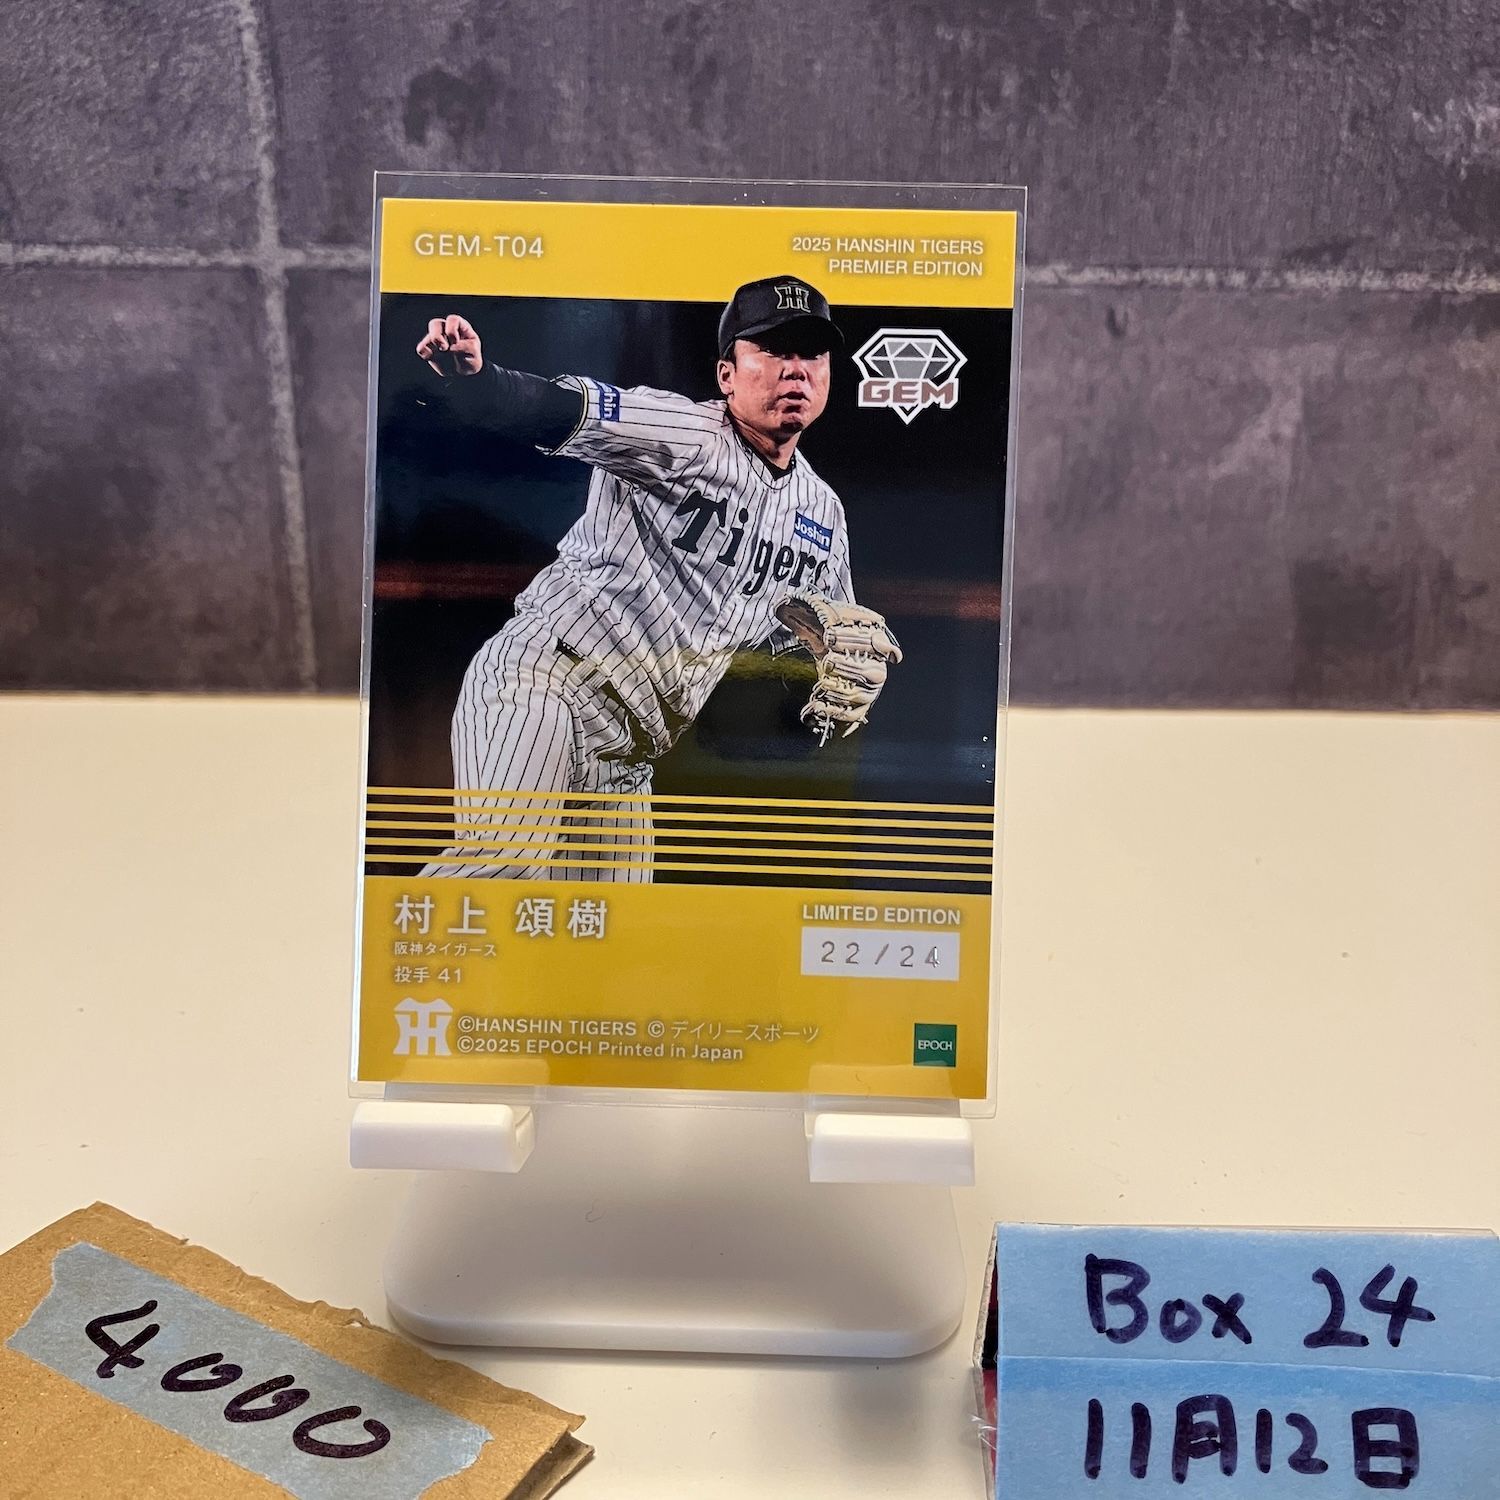 GEM-T04
2025 HANSHIN TIGERS
PREMIER EDITION
GEM
Joshin
Tigers
村上 頌樹
阪神タイガース
投手 41
LIMITED EDITION
22/24
©HANSHIN TIGERS © デイリースポーツ
©2025 EPOCH Printed in Japan
EPOCH
4000
Box 24
11月12日